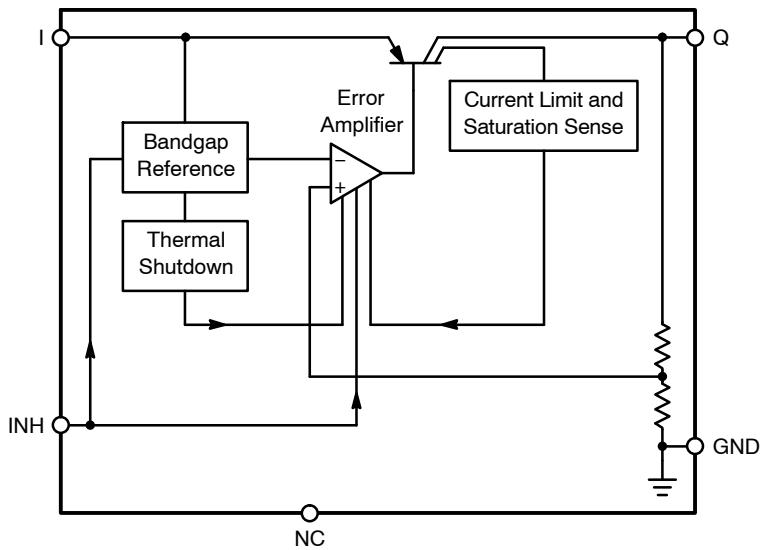 I
Q
Error
Amplifier
Current Limit and
Saturation Sense
Bandgap
Reference
−
+
Thermal
Shutdown
INH
GND
NC